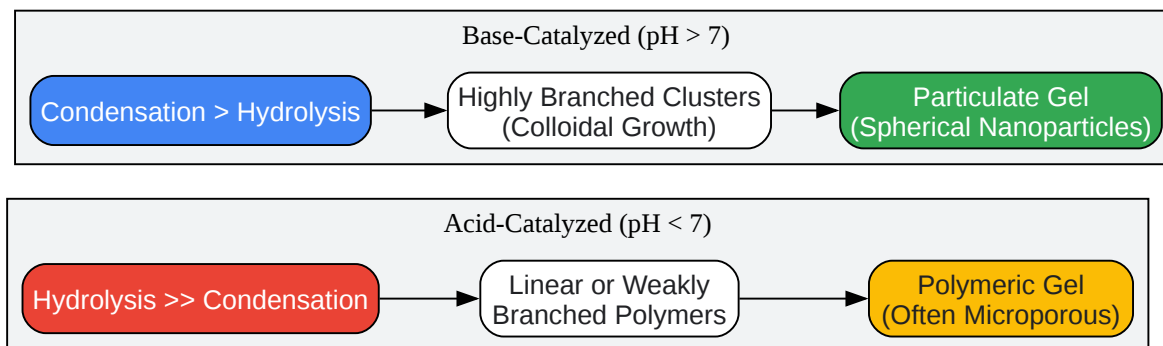 Base-Catalyzed (pH > 7)
Condensation > Hydrolysis
Highly Branched Clusters
(Colloidal Growth)
Particulate Gel
(Spherical Nanoparticles)
Acid-Catalyzed (pH < 7)
Hydrolysis >> Condensation
Linear or Weakly
Branched Polymers
Polymeric Gel
(Often Microporous)